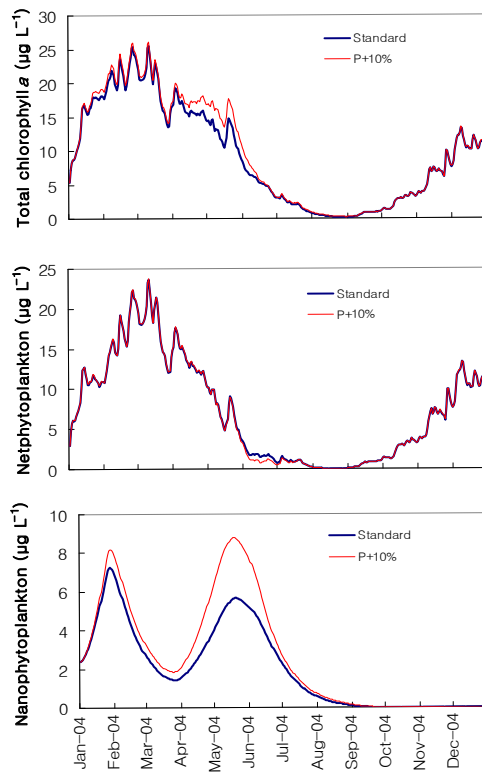 Total chlorophyll a (µg L⁻¹)
30
25
20
15
10
5
0
Standard
P+10%
Netphytoplankton (µg L⁻¹)
25
20
15
10
5
0
Standard
P+10%
Nanophytoplankton (µg L⁻¹)
10
8
6
4
2
0
Standard
P+10%
Jan-04
Feb-04
Mar-04
Apr-04
May-04
Jun-04
Jul-04
Aug-04
Sep-04
Oct-04
Nov-04
Dec-04